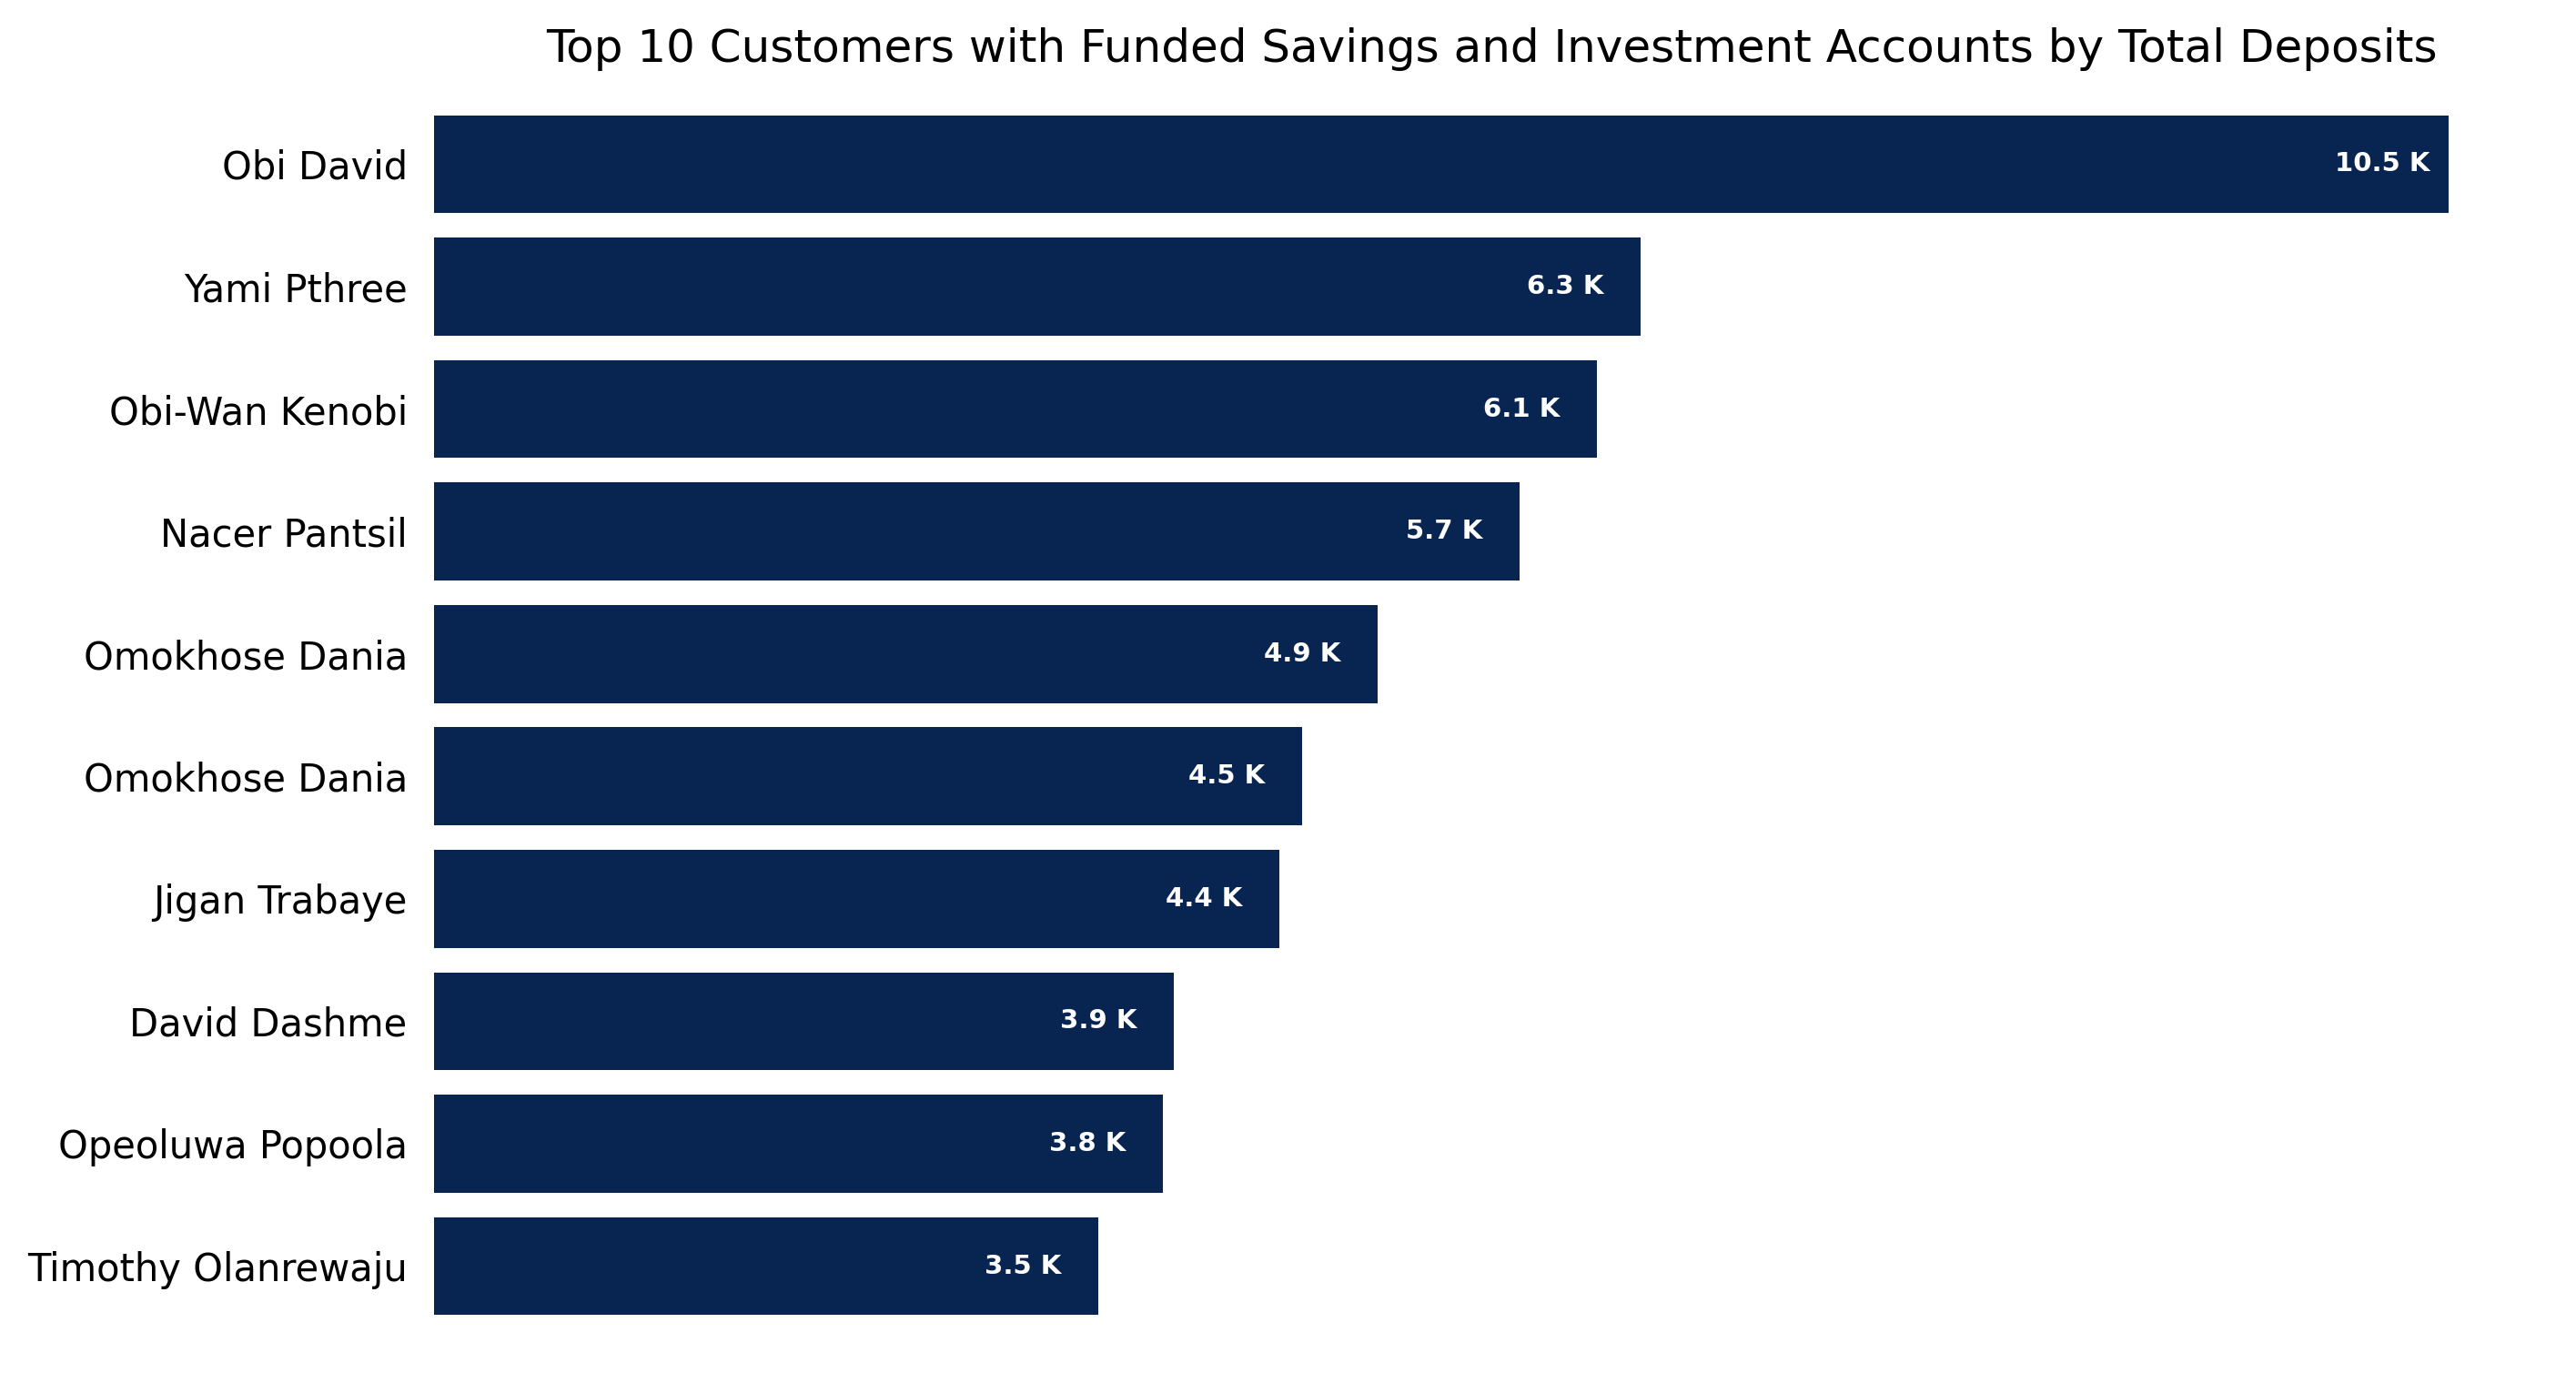 Top 10 Customers with Funded Savings and Investment Accounts by Total Deposits
Obi David 10.5 K
Yami Pthree 6.3 K
Obi-Wan Kenobi 6.1 K
Nacer Pantsil 5.7 K
Omokhose Dania 4.9 K
Omokhose Dania 4.5 K
Jigan Trabaye 4.4 K
David Dashme 3.9 K
Opeoluwa Popoola 3.8 K
Timothy Olanrewaju 3.5 K